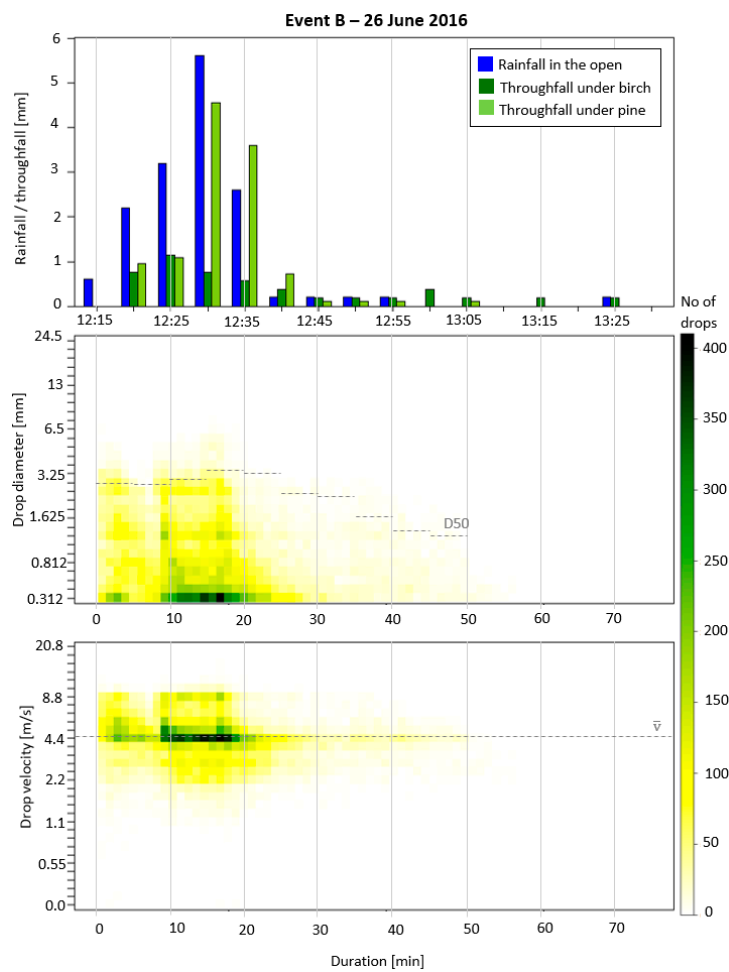 Event B – 26 June 2016
Rainfall / throughfall [mm]
6
5
4
3
2
1
0
Rainfall in the open
Throughfall under birch
Throughfall under pine
12:15 12:25 12:35 12:45 12:55 13:05 13:15 13:25
No of
drops
400
350
300
250
200
150
100
50
0
Drop diameter [mm]
24.5
13
6.5
3.25
1.625
0.812
0.312
D50
0 10 20 30 40 50 60 70
Drop velocity [m/s]
20.8
8.8
4.4
2.2
1.1
0.55
0.0
v̅
0 10 20 30 40 50 60 70
Duration [min]